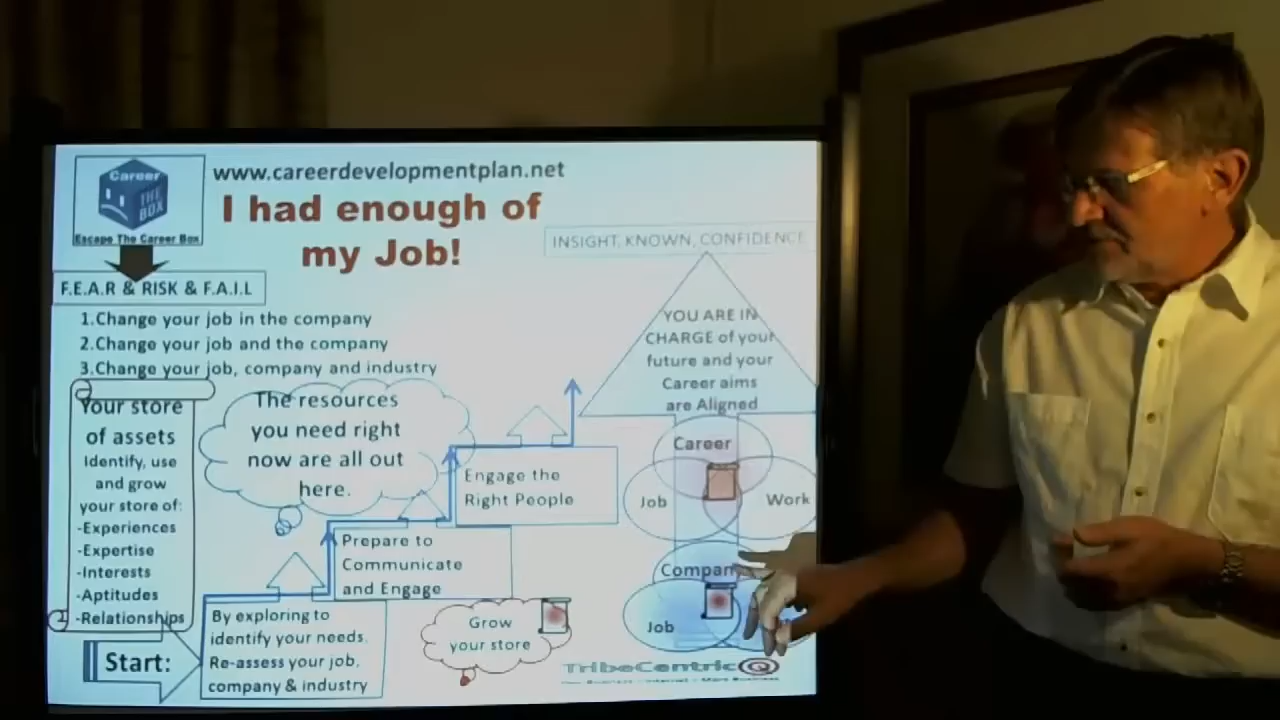 Career
THE
BOX
Escape The Career Box
www.careerdevelopmentplan.net
I had enough of
my Job!
INSIGHT, KNOWN, CONFIDENCE
F.E.A.R & RISK & F.A.I.L
1.Change your job in the company
2.Change your job and the company
3.Change your job, company and industry
YOU ARE IN
CHARGE of your
future and your
Career aims
are Aligned
Your store
of assets
Identify, use
and grow
your store of:
-Experiences
-Expertise
-Interests
-Aptitudes
-Relationships
The resources
you need right
now are all out
here.
Engage the
Right People
Prepare to
Communicate
and Engage
Start:
By exploring to
identify your needs.
Re-assess your job,
company & industry
Grow
your store
Career
Job
Work
Company
Job
TribeCentric